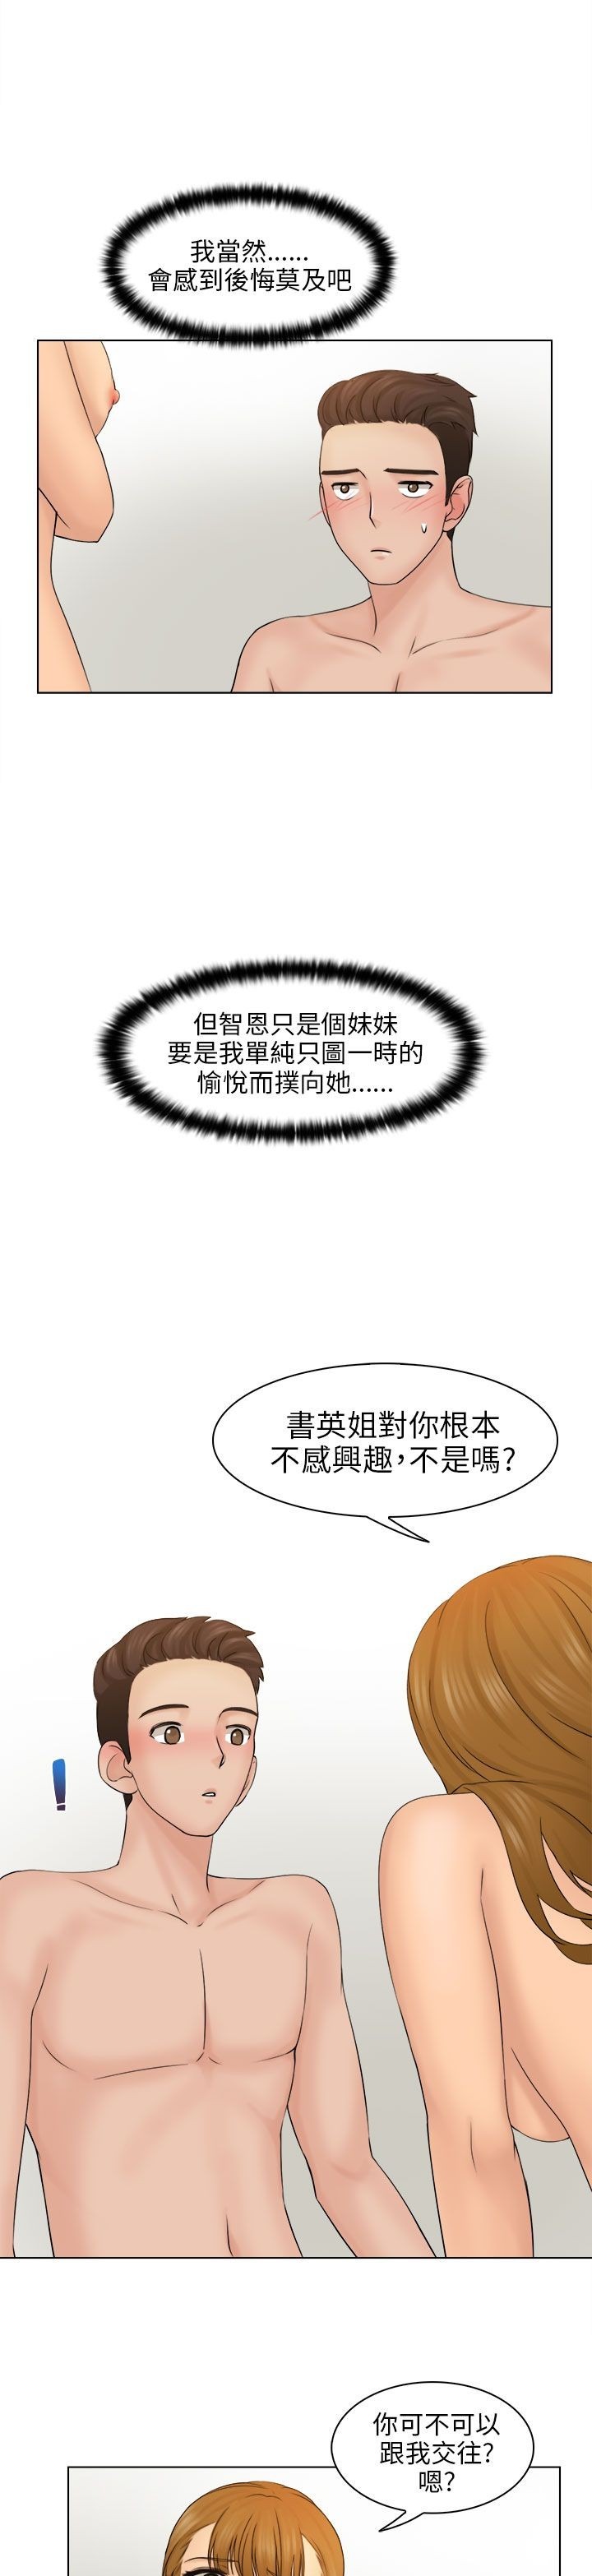 我當然……
會感到後悔莫及吧
但智恩只是個妹妹
要是我單純只圖一時的
愉悅而撲向她……
書英姐對你根本
不感興趣，不是嗎？
你可不可以
跟我交往？
嗯？